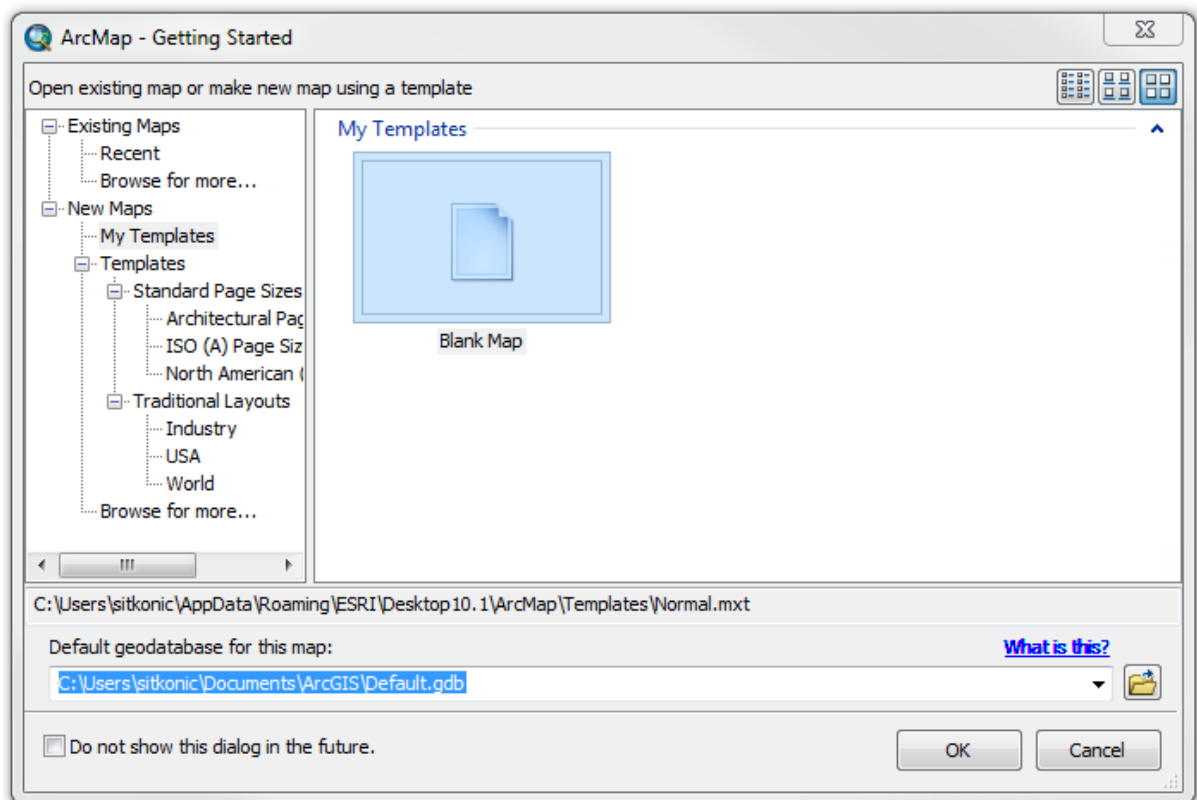 ArcMap - Getting Started
Open existing map or make new map using a template
Existing Maps
Recent
Browse for more...
New Maps
My Templates
Templates
Standard Page Sizes
Architectural Pag
ISO (A) Page Siz
North American (
Traditional Layouts
Industry
USA
World
Browse for more...
My Templates
Blank Map
C:\Users\sitkonic\AppData\Roaming\ESRI\Desktop10.1\ArcMap\Templates\Normal.mxt
Default geodatabase for this map:
What is this?
C:\Users\sitkonic\Documents\ArcGIS\Default.gdb
Do not show this dialog in the future.
OK
Cancel